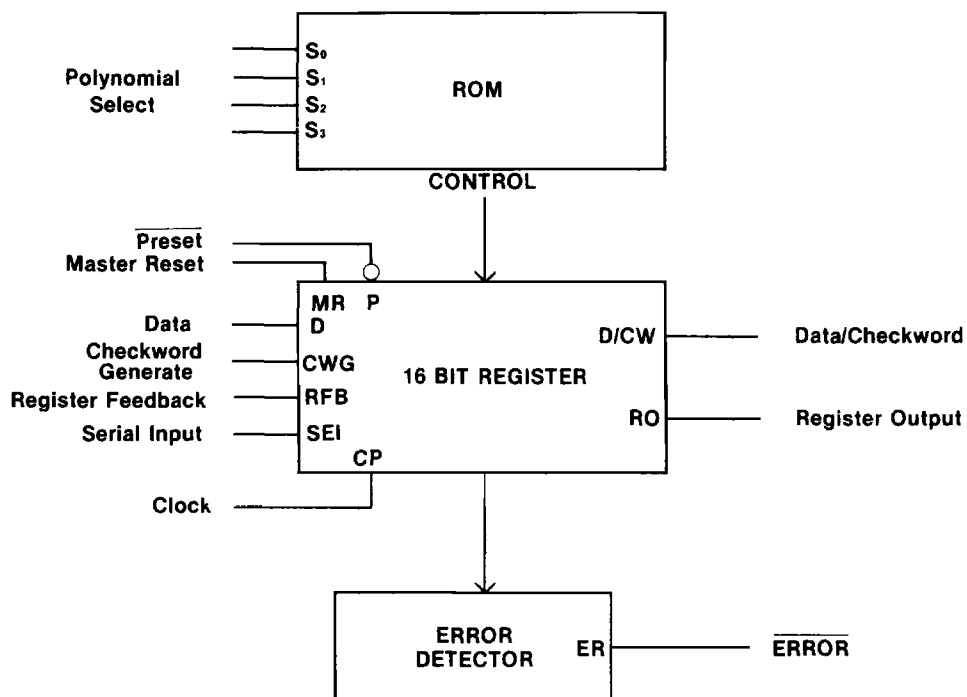 S₀
Polynomial S₁ ROM
Select S₂
S₃
CONTROL
Preset
Master Reset
MR P
Data D D/CW Data/Checkword
Checkword
Generate CWG 16 BIT REGISTER
Register Feedback RFB RO Register Output
Serial Input SEI
CP
Clock
ERROR
DETECTOR ER ERROR